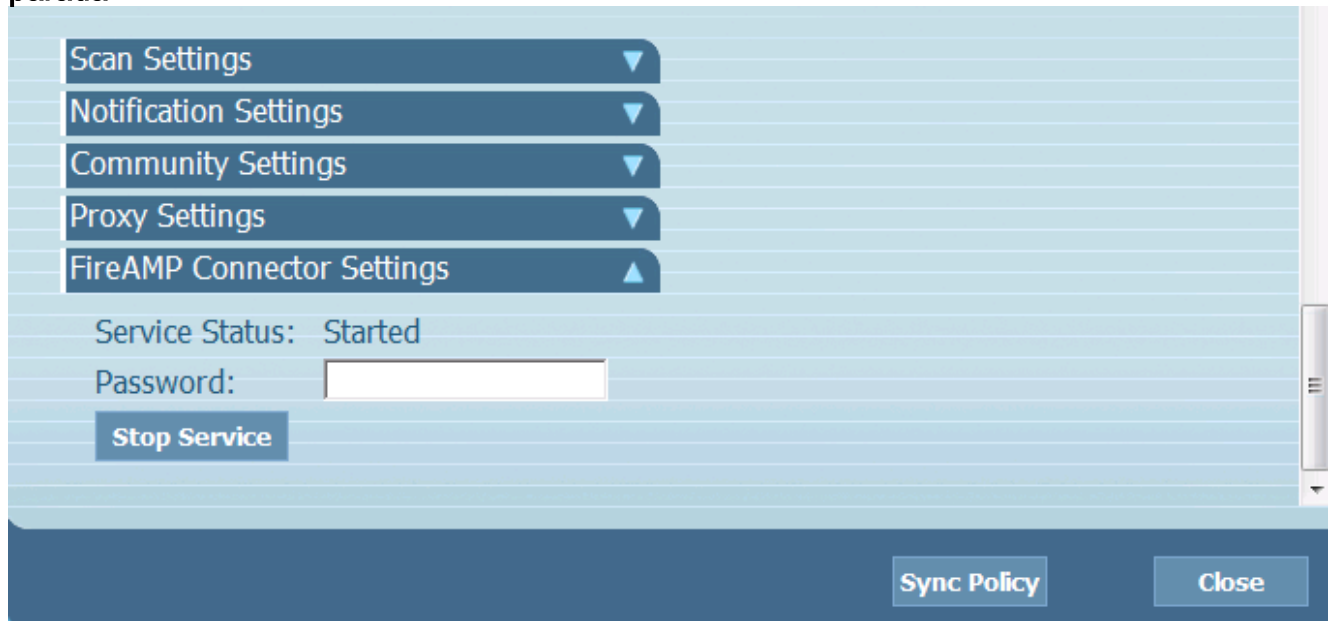 Scan Settings
Notification Settings
Community Settings
Proxy Settings
FireAMP Connector Settings
Service Status: Started
Password:
Stop Service
Sync Policy Close